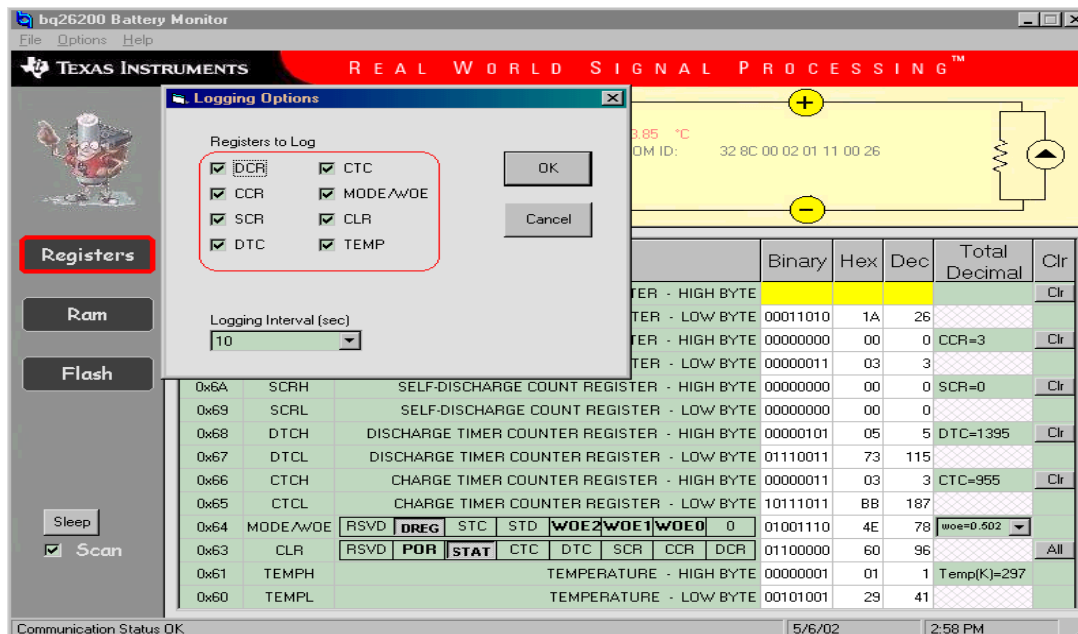 bq26200 Battery Monitor
File Options Help
TEXAS INSTRUMENTS REAL WORLD SIGNAL PROCESSING™
Logging Options
Registers to Log
DCR CTC
CCR MODE/WOE
SCR CLR
DTC TEMP
OK
Cancel
Logging Interval (sec)
10
3.85 °C
OM ID: 32 8C 00 02 01 11 00 26
+
−
Registers
Ram
Flash
Sleep
Scan
Binary Hex Dec Total Decimal Clr
TER - HIGH BYTE Clr
TER - LOW BYTE 00011010 1A 26
TER - HIGH BYTE 00000000 00 0 CCR=3 Clr
TER - LOW BYTE 00000011 03 3
0x6A SCRH SELF-DISCHARGE COUNT REGISTER - HIGH BYTE 00000000 00 0 SCR=0 Clr
0x69 SCRL SELF-DISCHARGE COUNT REGISTER - LOW BYTE 00000000 00 0
0x68 DTCH DISCHARGE TIMER COUNTER REGISTER - HIGH BYTE 00000101 05 5 DTC=1395 Clr
0x67 DTCL DISCHARGE TIMER COUNTER REGISTER - LOW BYTE 01110011 73 115
0x66 CTCH CHARGE TIMER COUNTER REGISTER - HIGH BYTE 00000011 03 3 CTC=955 Clr
0x65 CTCL CHARGE TIMER COUNTER REGISTER - LOW BYTE 10111011 BB 187
0x64 MODE/WOE RSVD DREG STC STD WOE2 WOE1 WOE0 0 01001110 4E 78 woe=0.502
0x63 CLR RSVD POR STAT CTC DTC SCR CCR DCR 01100000 60 96 All
0x61 TEMPH TEMPERATURE - HIGH BYTE 00000001 01 1 Temp(K)=297
0x60 TEMPL TEMPERATURE - LOW BYTE 00101001 29 41
Communication Status OK 5/6/02 2:58 PM